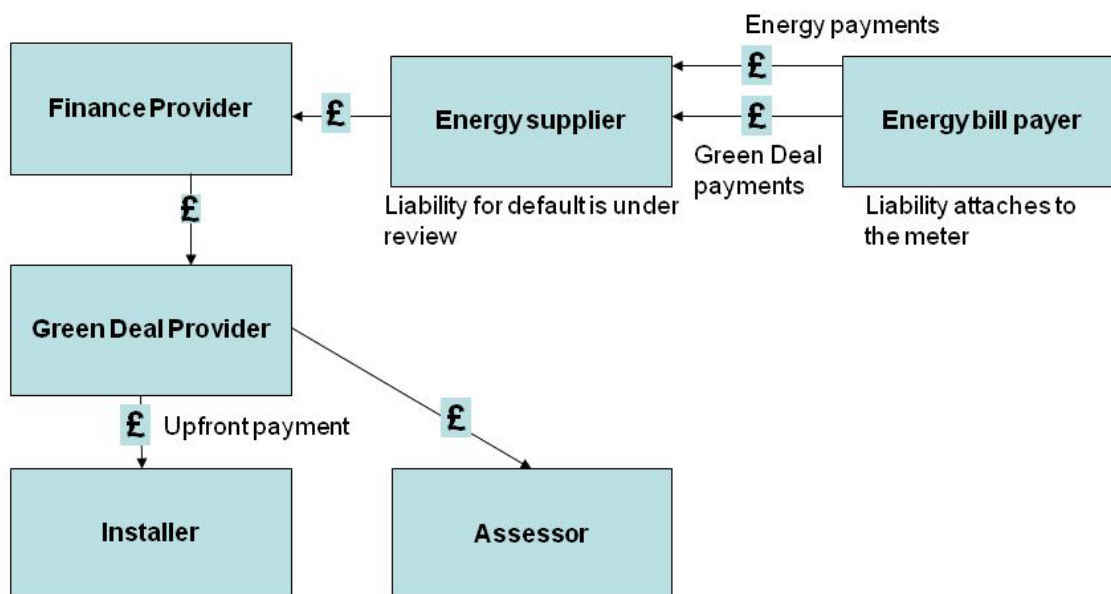 Energy payments
Finance Provider
£
Energy supplier
£
£
Energy bill payer
Green Deal
payments
Liability for default is under
review
Liability attaches to
the meter
£
Green Deal Provider
£
Upfront payment
£
Installer
Assessor